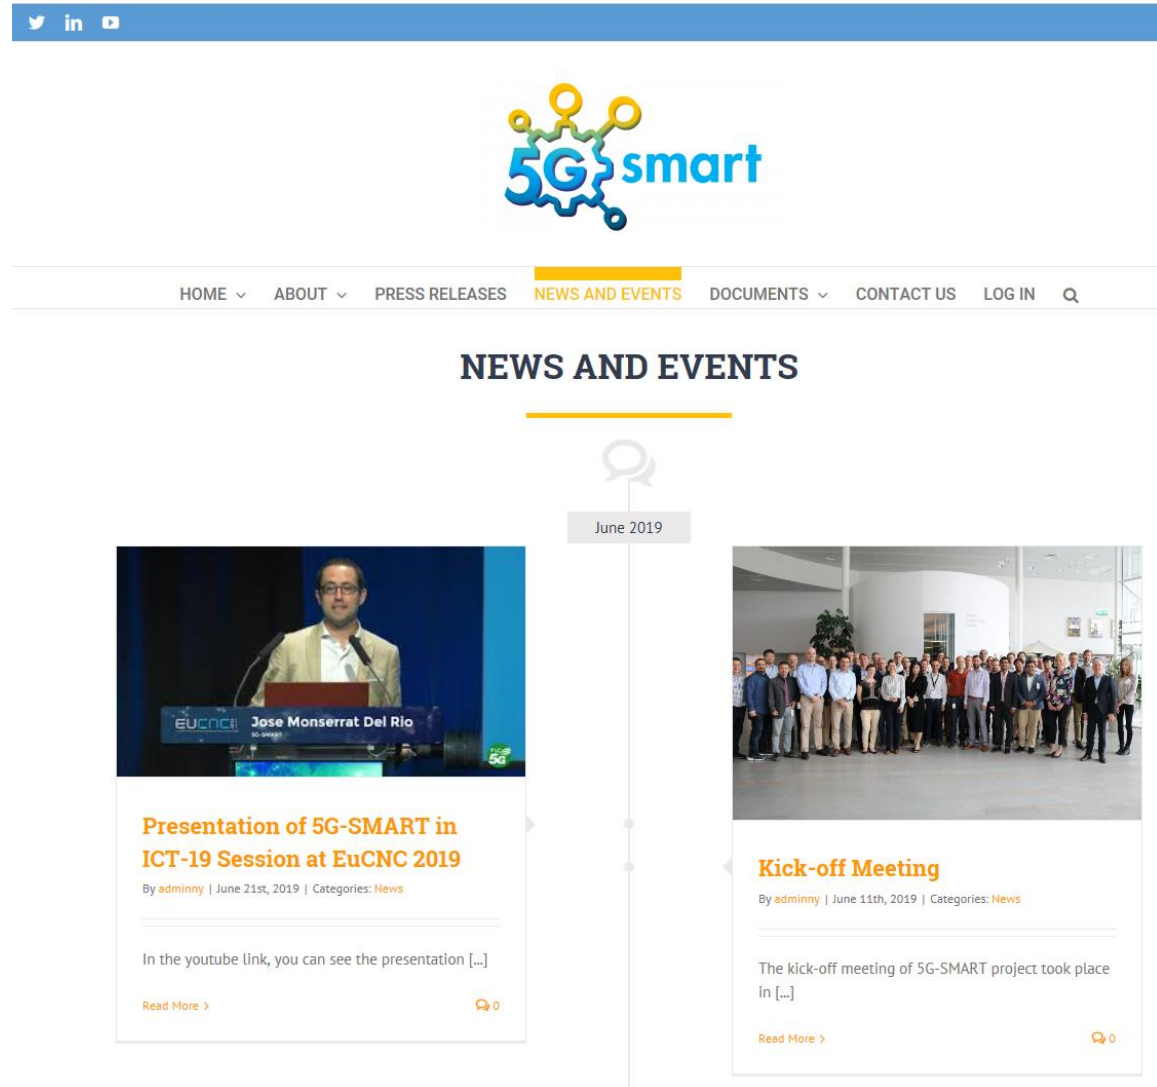 5G smart
HOME ABOUT PRESS RELEASES NEWS AND EVENTS DOCUMENTS CONTACT US LOG IN
NEWS AND EVENTS
June 2019
EUCNC
Jose Monserrat Del Rio
5G-SMART
5G
Presentation of 5G-SMART in
ICT-19 Session at EuCNC 2019
By adminny | June 21st, 2019 | Categories: News
In the youtube link, you can see the presentation [...]
Read More >
0
Kick-off Meeting
By adminny | June 11th, 2019 | Categories: News
The kick-off meeting of 5G-SMART project took place
in [...]
Read More >
0